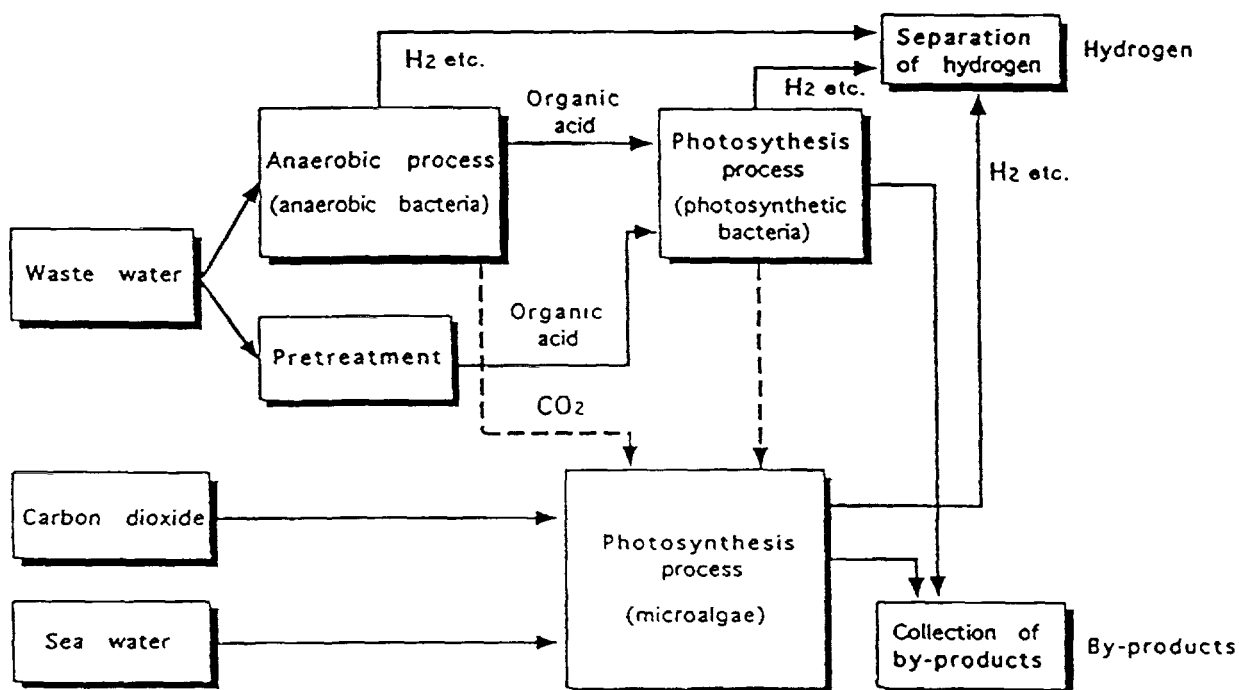 Separation
of hydrogen
Hydrogen
H2 etc.
H2 etc.
Organic
acid
Anaerobic process
(anaerobic bacteria)
Photosythesis
process
(photosynthetic
bacteria)
H2 etc.
Waste water
Organic
acid
Pretreatment
CO2
Carbon dioxide
Photosynthesis
process
(microalgae)
Sea water
Collection of
by-products
By-products